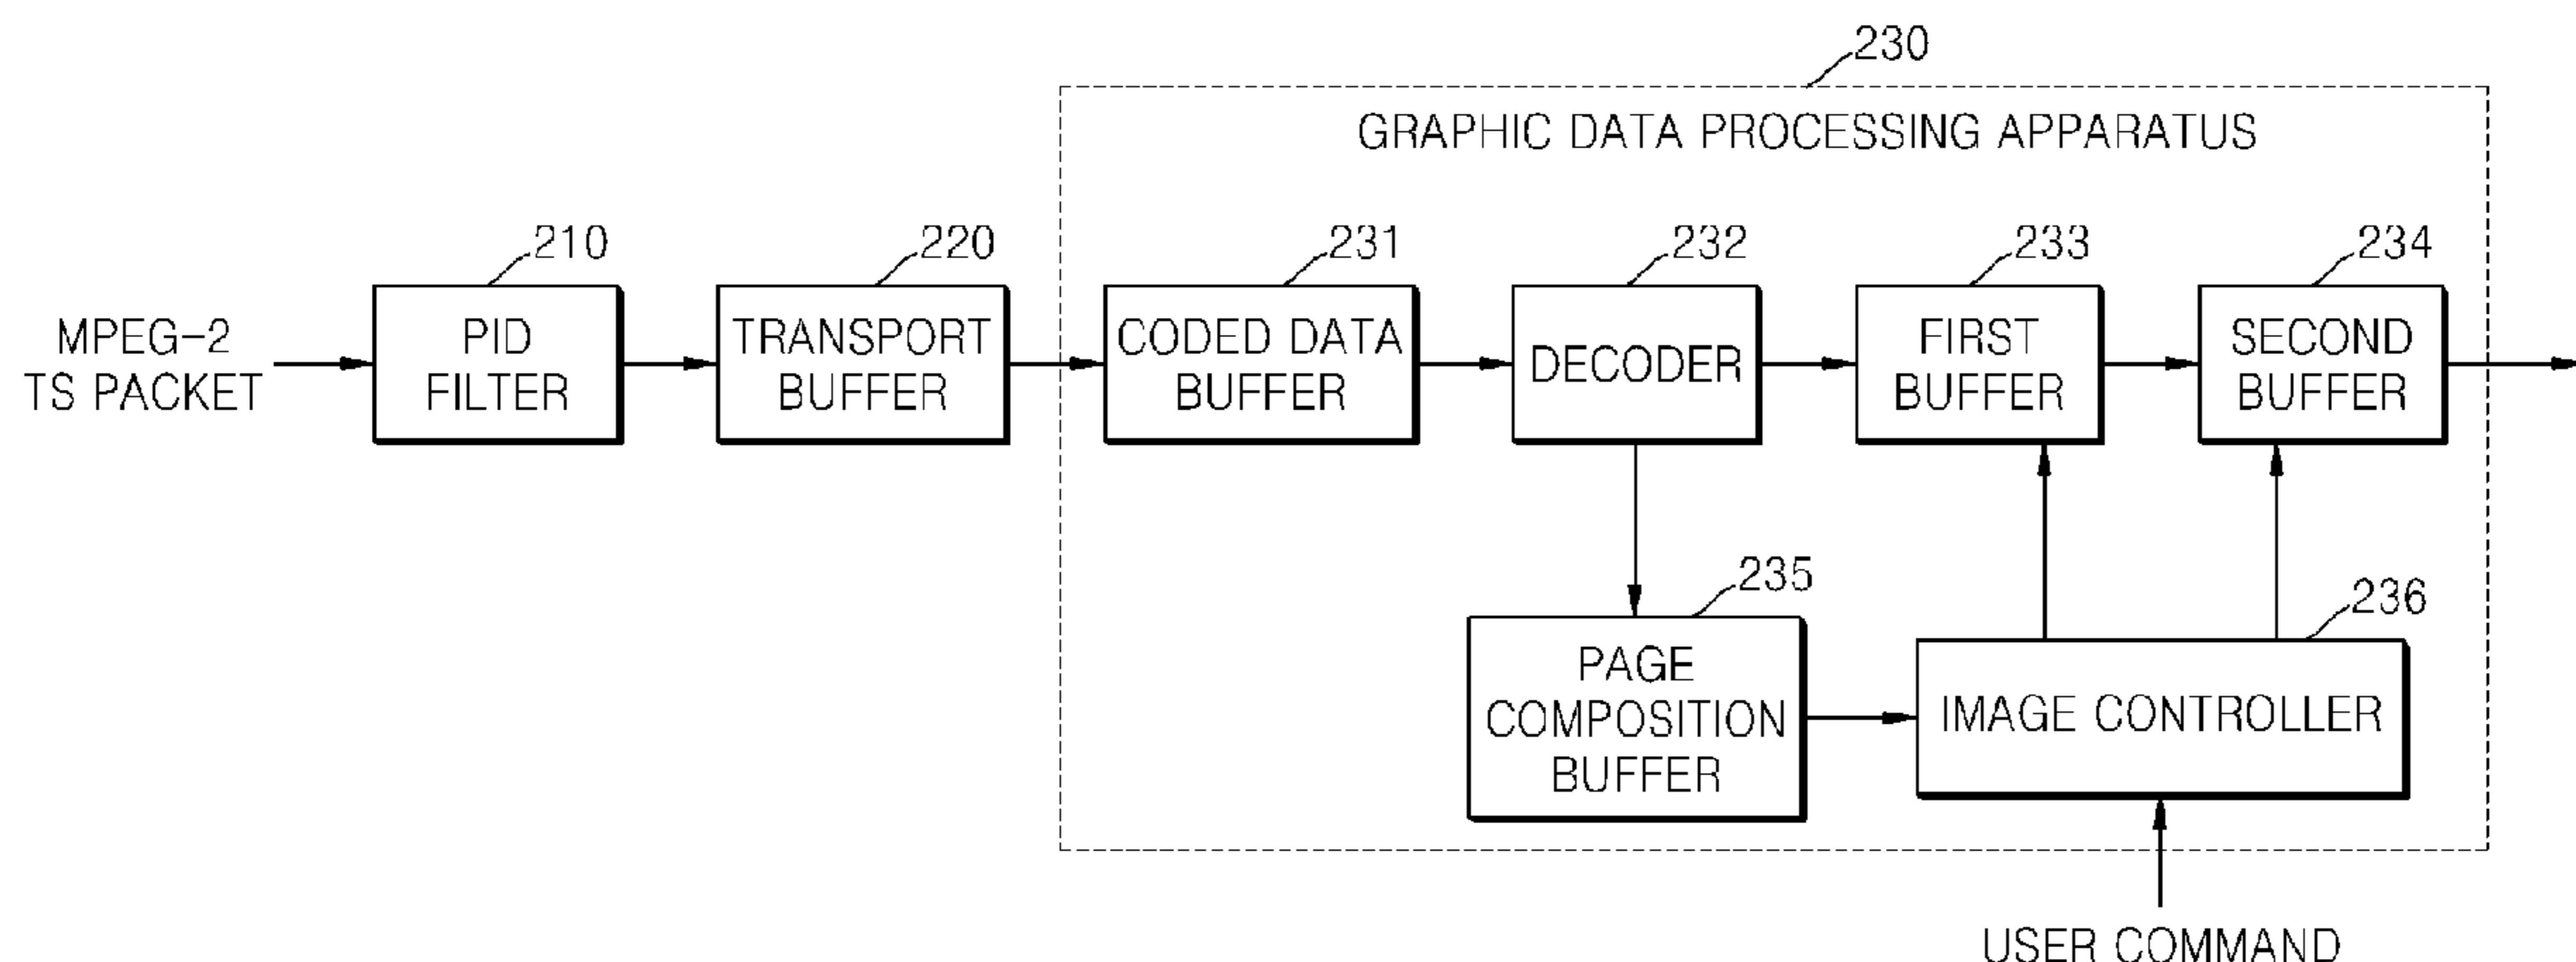 230
GRAPHIC DATA PROCESSING APPARATUS
210
220
231
232
233
234
MPEG-2
TS PACKET
PID
FILTER
TRANSPORT
BUFFER
CODED DATA
BUFFER
DECODER
FIRST
BUFFER
SECOND
BUFFER
235
236
PAGE
COMPOSITION
BUFFER
IMAGE CONTROLLER
USER COMMAND